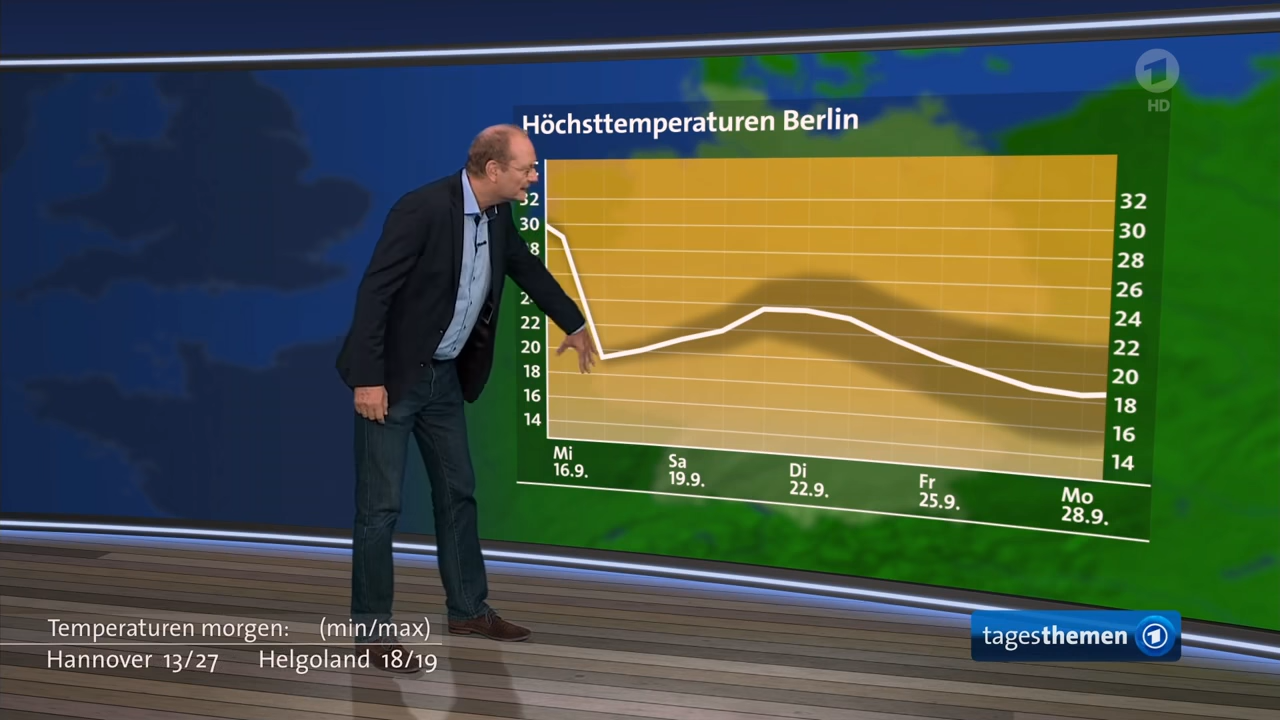 HD
Höchsttemperaturen Berlin
32
30
22
20
18
16
14
32
30
28
26
24
22
20
18
16
14
Mi
16.9.
Sa
19.9.
Di
22.9.
Fr
25.9.
Mo
28.9.
Temperaturen morgen: (min/max)
Hannover 13/27 Helgoland 18/19
tagesthemen 1